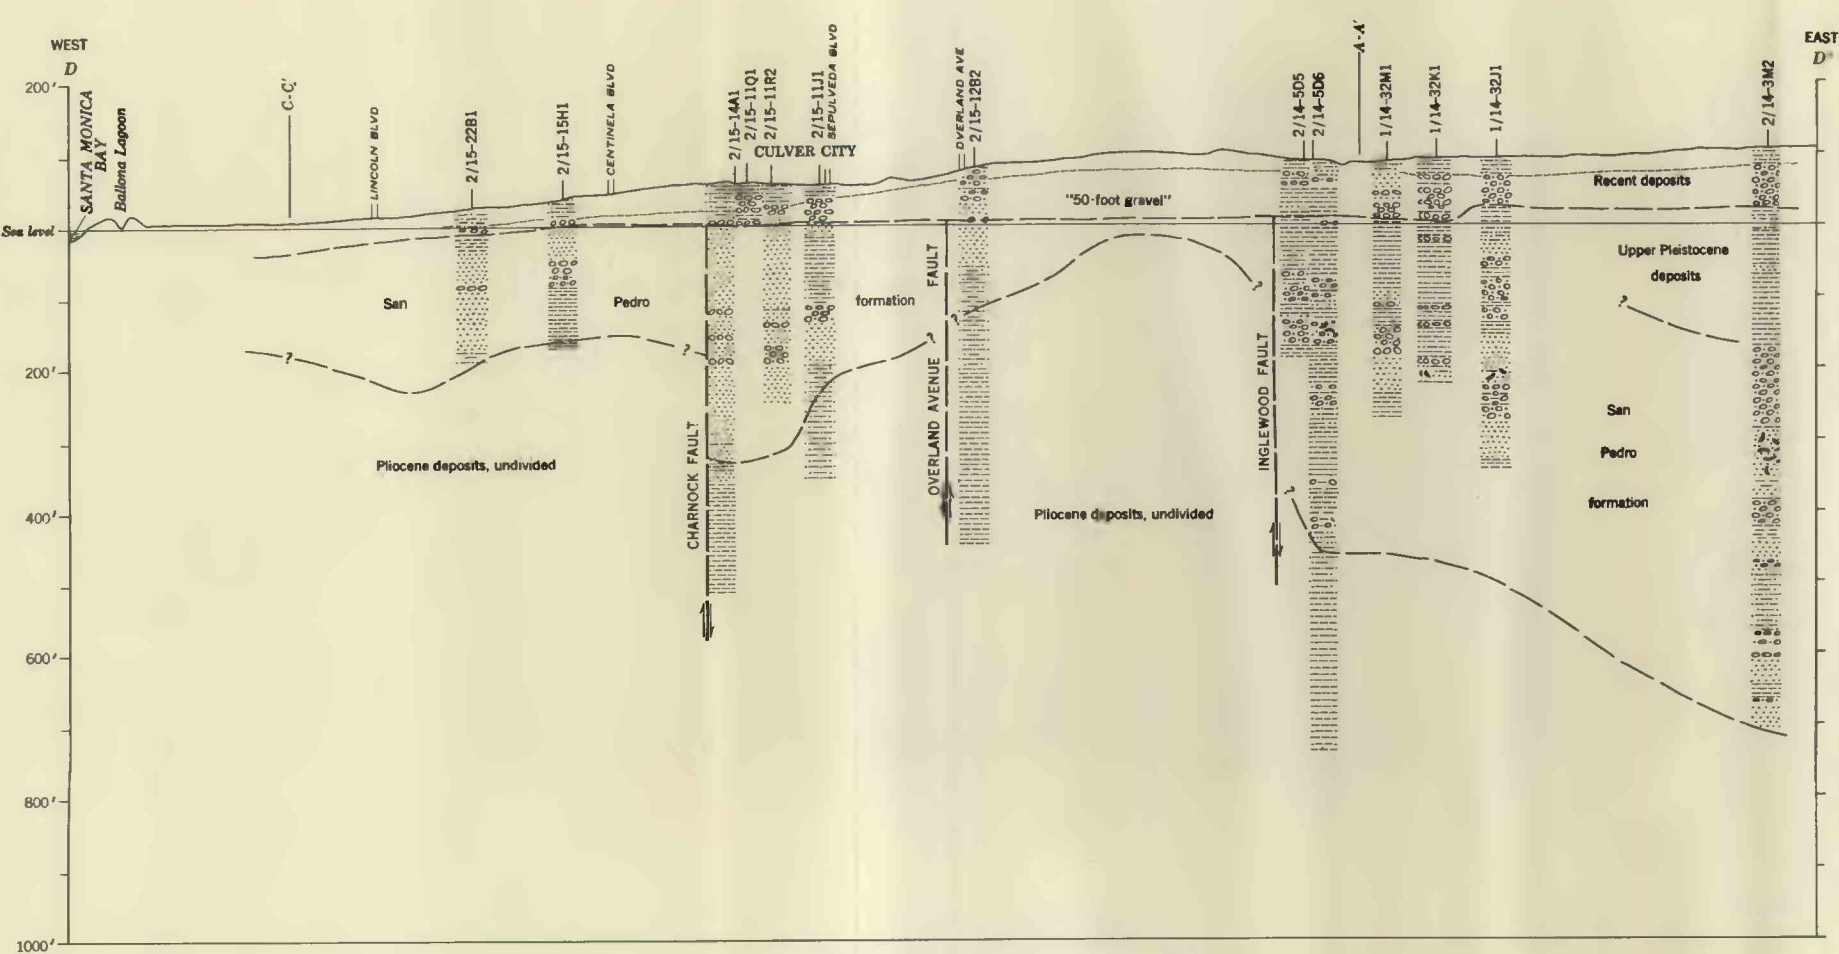 WEST
D
EAST
D'
200'
Sea level
200'
400'
600'
800'
1000'
SANTA MONICA
BAY
Ballona Lagoon
C-C'
LINCOLN BLVD
2/15-22B1
2/15-15H1
CENTINELA BLVD
2/15-14A1
2/15-11Q1
2/15-11R2
2/15-11J1
SEPULVEDA BLVD
CULVER CITY
OVERLAND AVE
2/15-12B2
2/14-5D5
2/14-5D6
A-A'
1/14-32M1
1/14-32K1
1/14-32J1
2/14-3M2
Recent deposits
"50-foot gravel"
Upper Pleistocene
deposits
San
Pedro
formation
?
?
?
?
?
?
?
CHARNOCK FAULT
OVERLAND AVENUE FAULT
INGLEWOOD FAULT
Pliocene deposits, undivided
Pliocene deposits, undivided
San
Pedro
formation